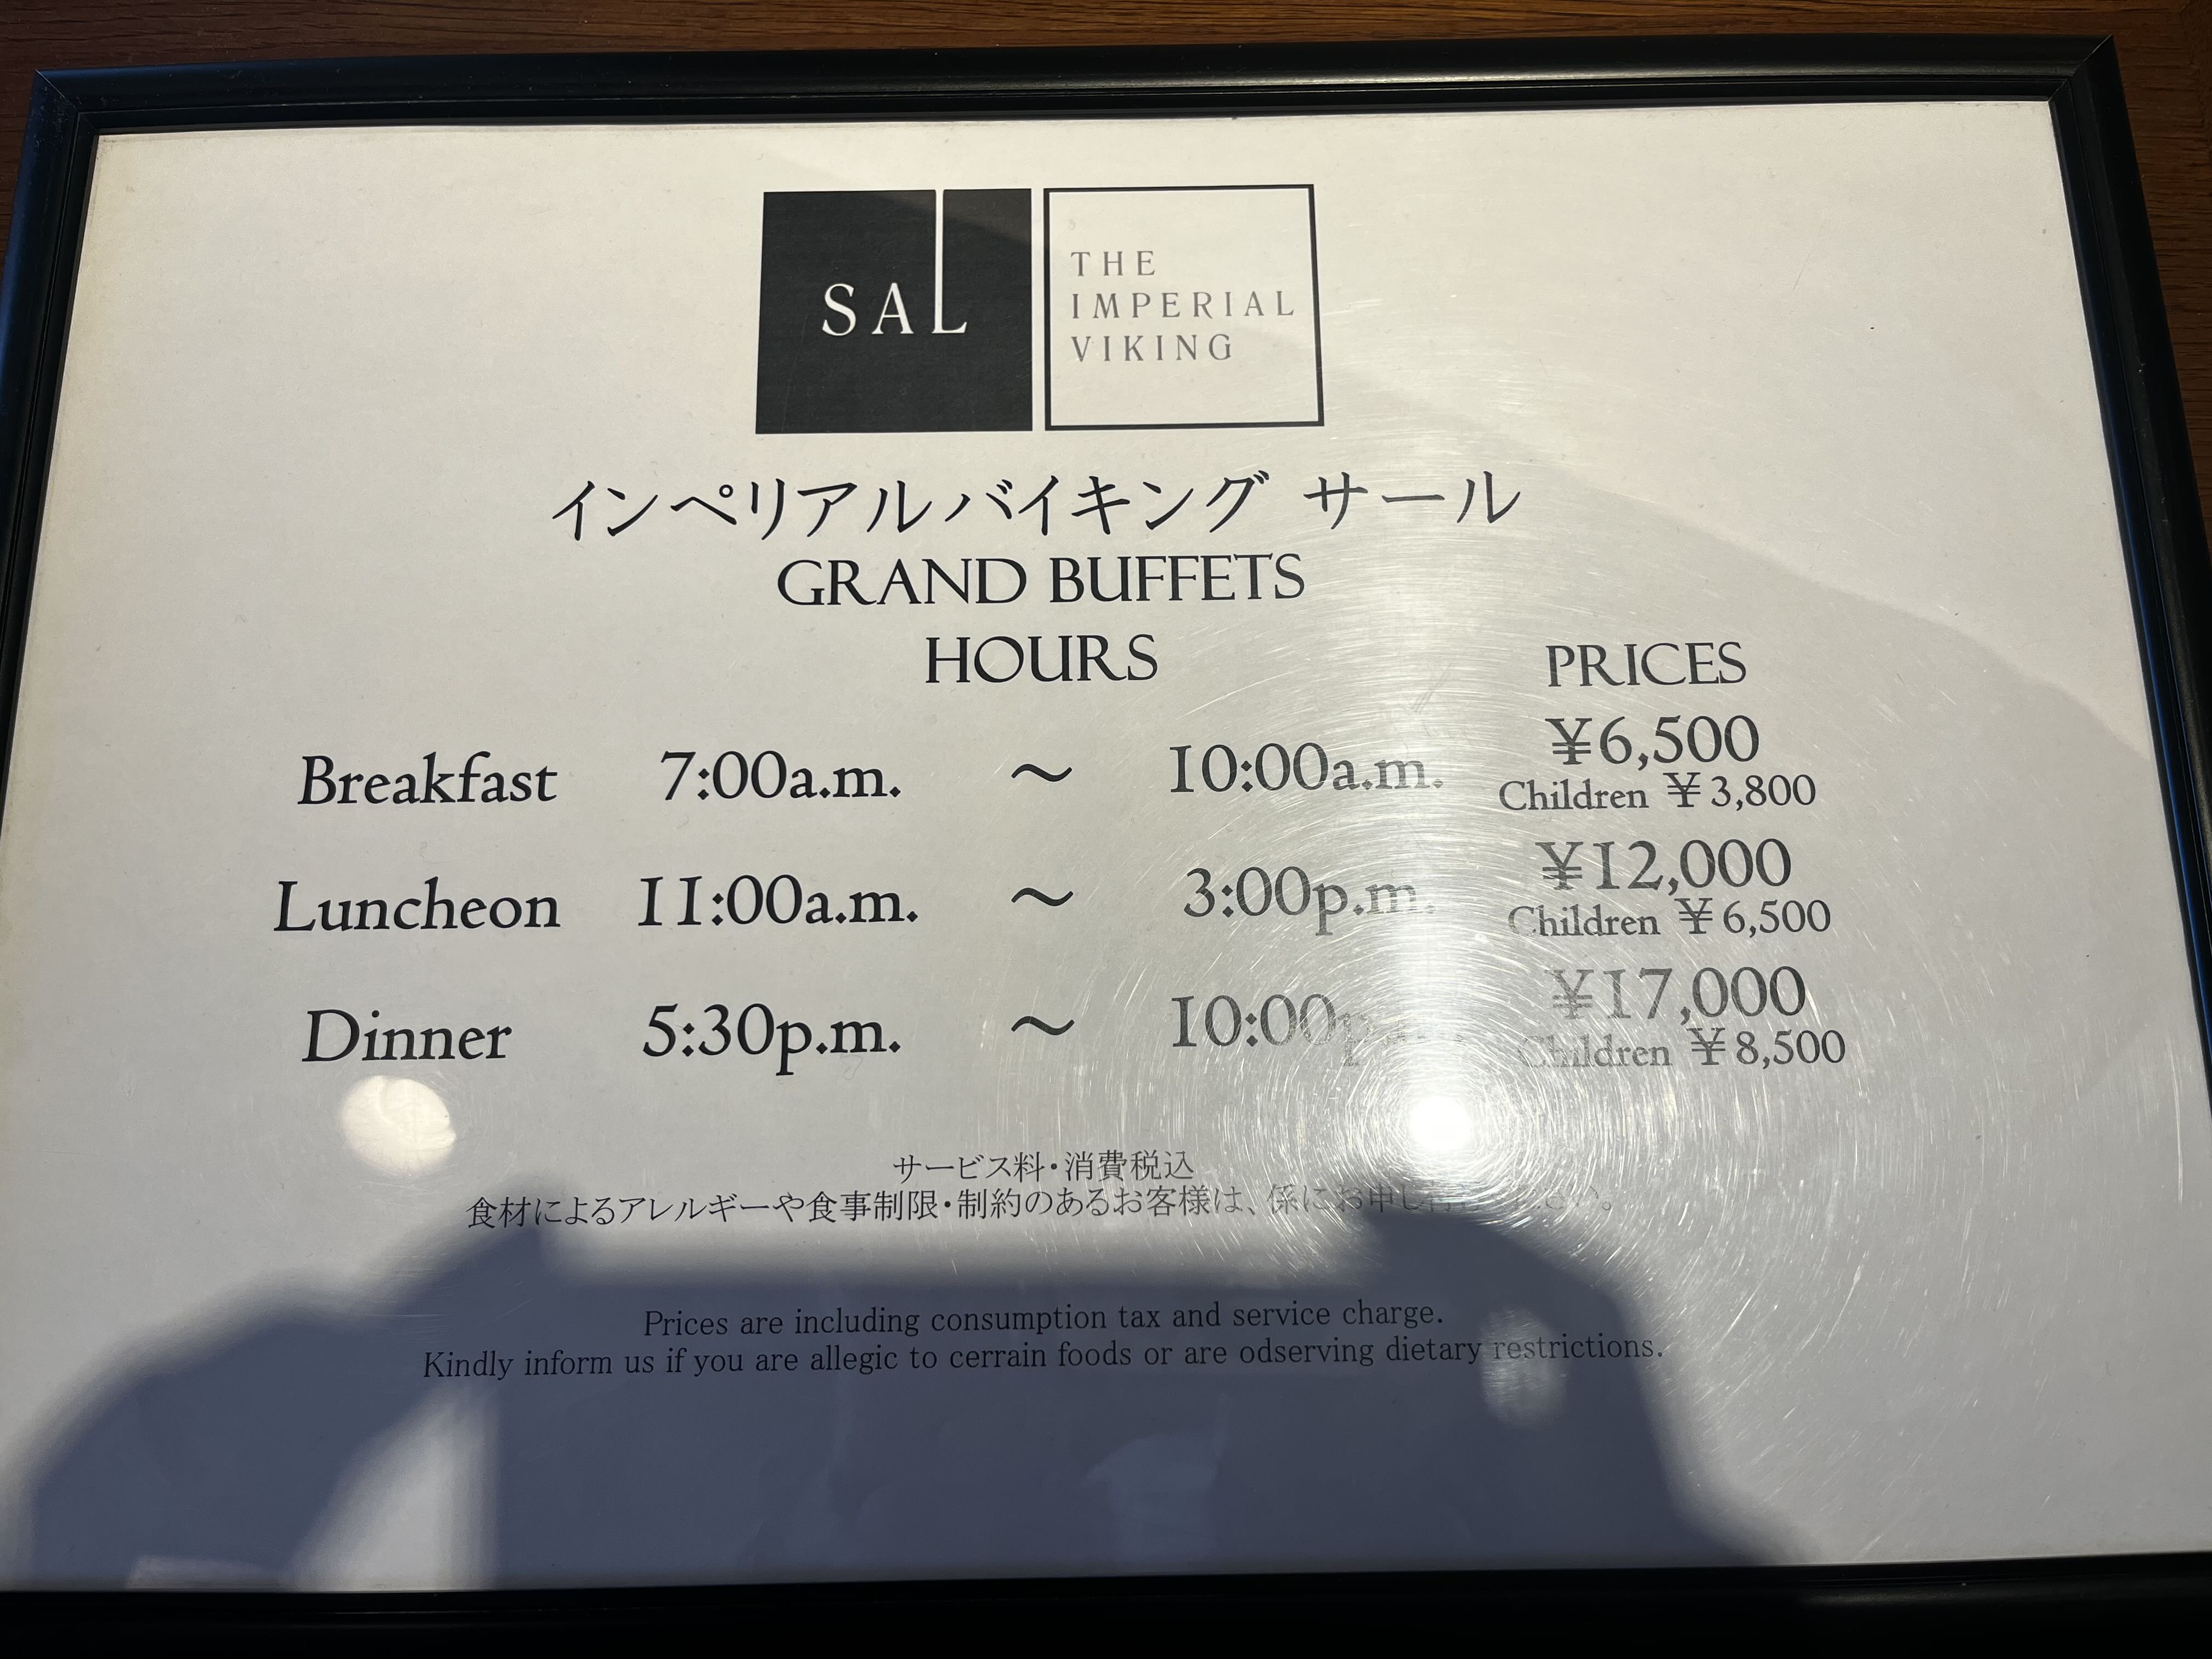 SAL
THE
IMPERIAL
VIKING
インペリアルバイキング サール
GRAND BUFFETS
HOURS
PRICES
Breakfast 7:00a.m. ～ 10:00a.m. ¥6,500
Children ¥3,800
Luncheon 11:00a.m. ～ 3:00p.m. ¥12,000
Children ¥6,500
Dinner 5:30p.m. ～ 10:00 ¥17,000
Children ¥8,500
サービス料・消費税込
食材によるアレルギーや食事制限・制約のあるお客様は、係にお申し
Prices are including consumption tax and service charge.
Kindly inform us if you are allegic to cerrain foods or are odserving dietary restrictions.